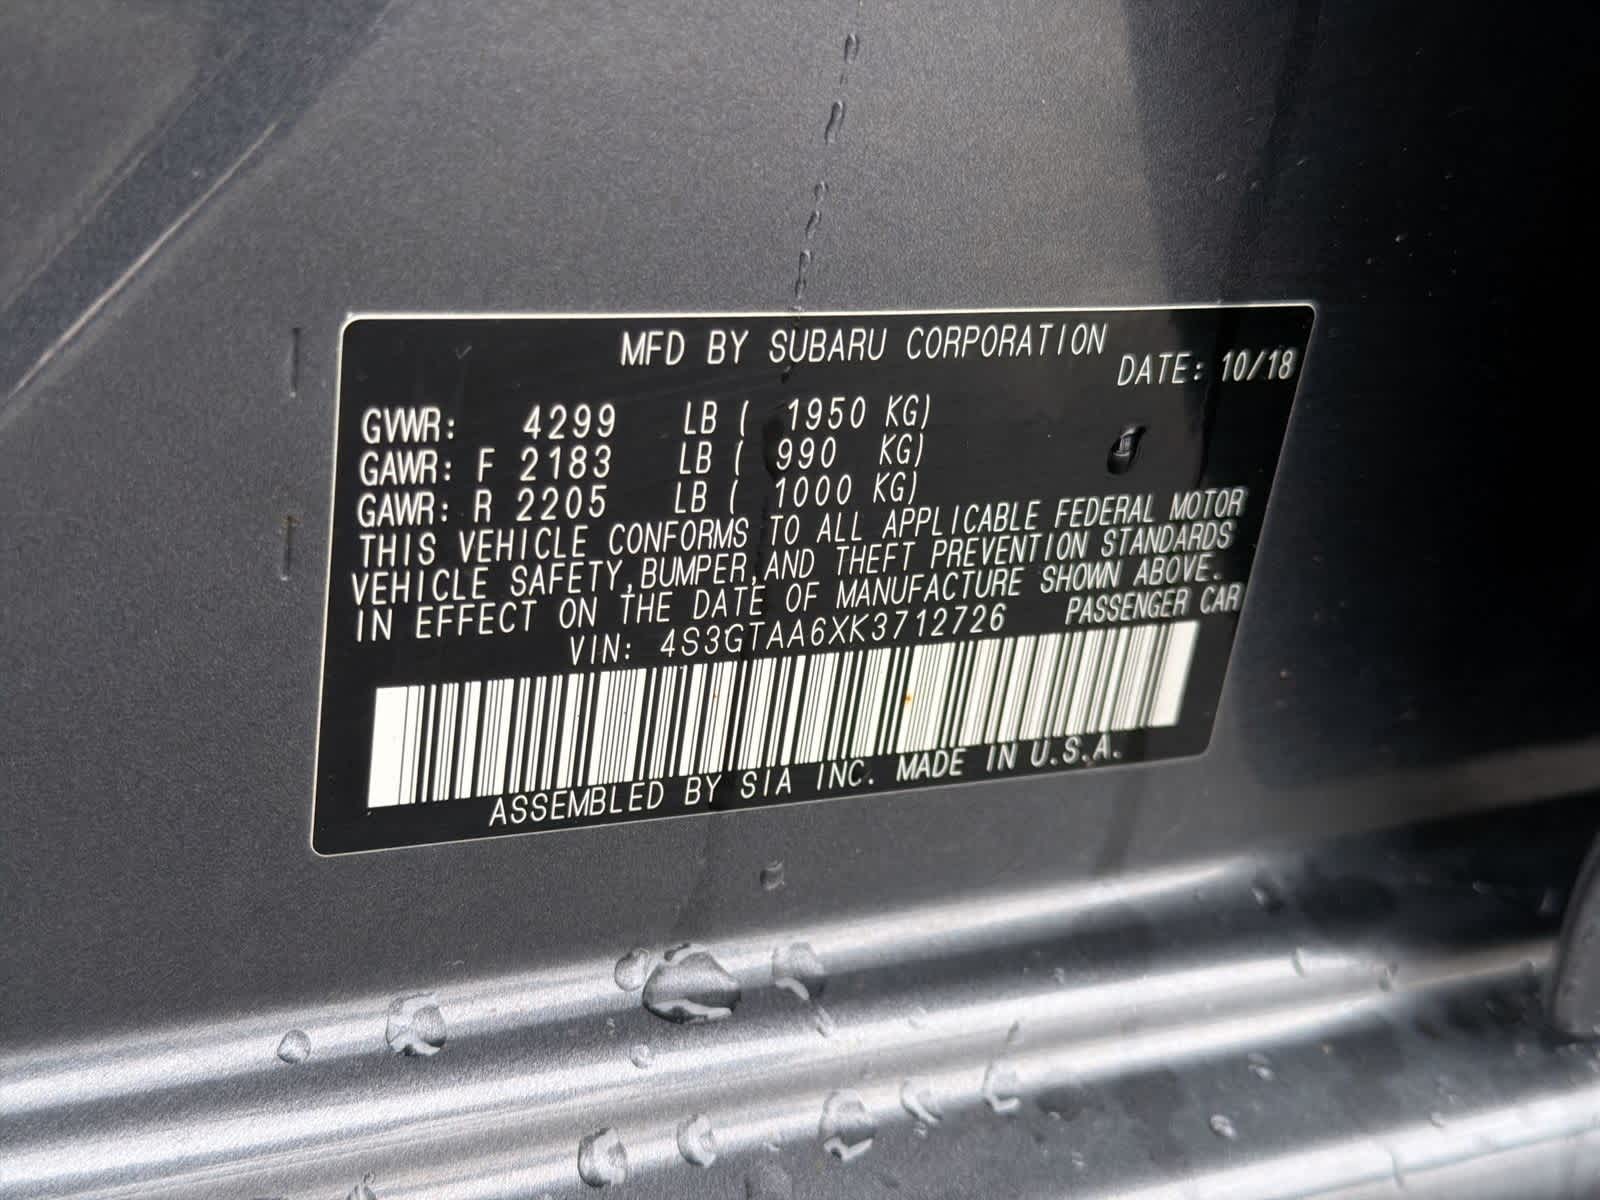 MFD BY SUBARU CORPORATION
DATE: 10/18
GVWR: 4299 LB ( 1950 KG)
GAWR: F 2183 LB ( 990 KG)
GAWR: R 2205 LB ( 1000 KG)
THIS VEHICLE CONFORMS TO ALL APPLICABLE FEDERAL MOTOR
VEHICLE SAFETY, BUMPER, AND THEFT PREVENTION STANDARDS
IN EFFECT ON THE DATE OF MANUFACTURE SHOWN ABOVE.
VIN: 4S3GTAA6XK3712726 PASSENGER CAR
ASSEMBLED BY SIA INC. MADE IN U.S.A.